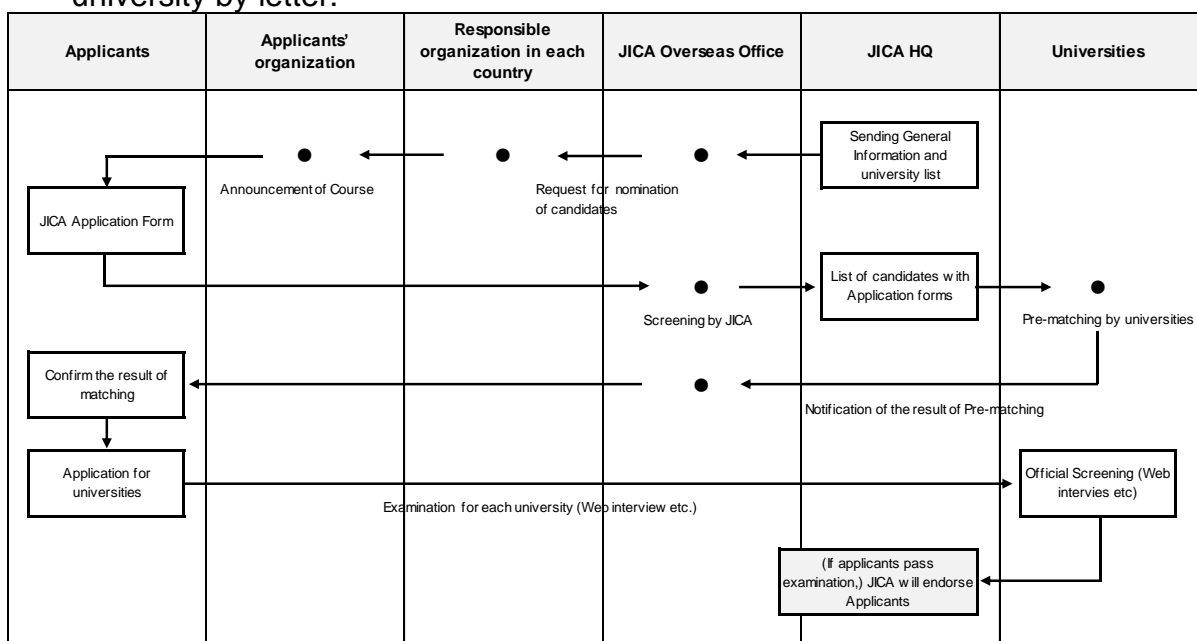 university by letter.
Applicants
Applicants'
organization
Responsible
organization in each
country
JICA Overseas Office
JICA HQ
Universities
Sending General
Information and
university list
Announcement of Course
Request for nomination
of candidates
JICA Application Form
List of candidates with
Application forms
Screening by JICA
Pre-matching by universities
Confirm the result of
matching
Notification of the result of Pre-matching
Application for
universities
Official Screening (Web
intervies etc)
Examination for each university (Web interview etc.)
(If applicants pass
examination,) JICA will endorse
Applicants